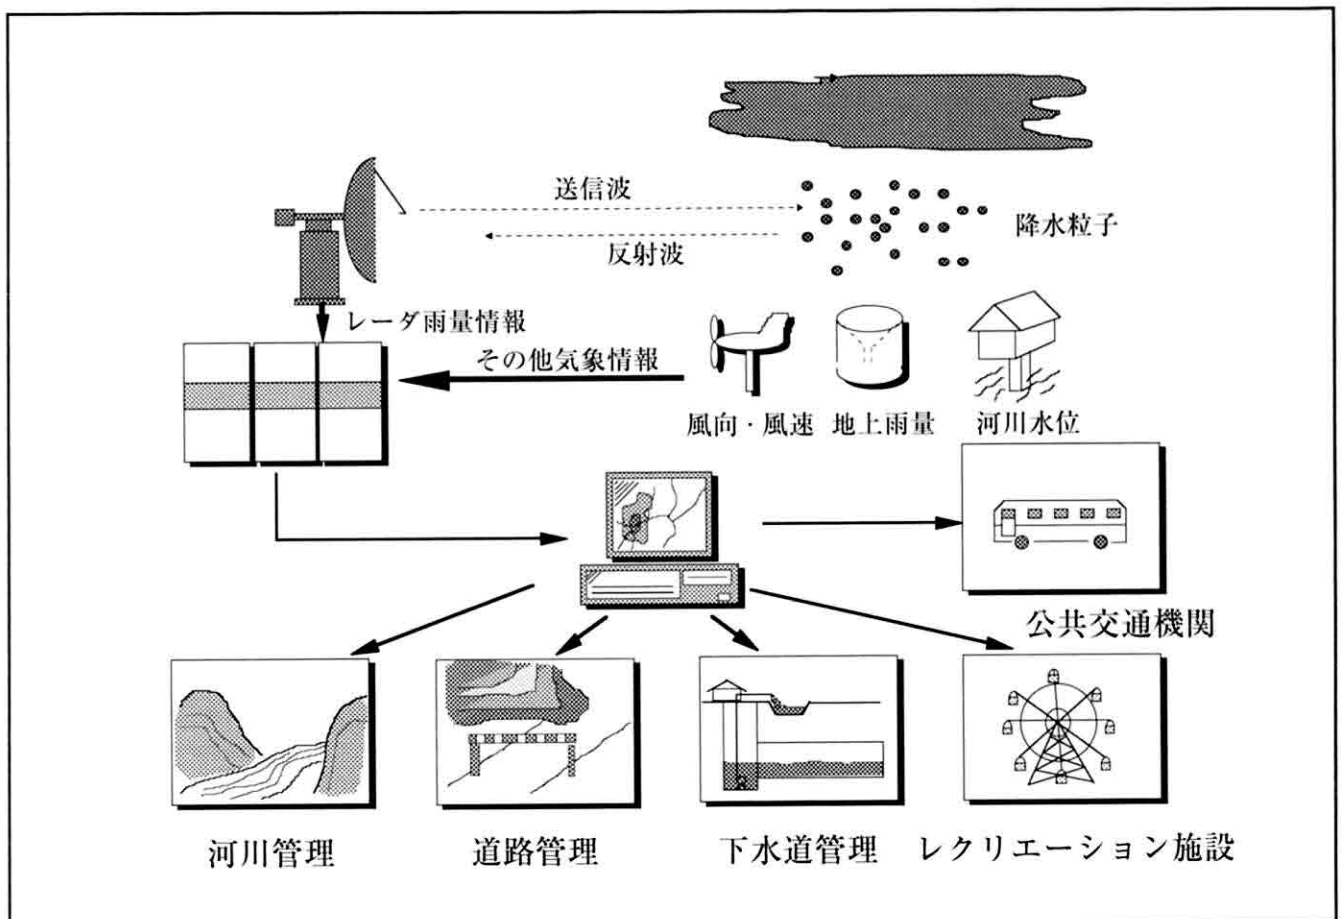 送信波
反射波
降水粒子
レーダ雨量情報
その他気象情報
風向・風速
地上雨量
河川水位
公共交通機関
河川管理
道路管理
下水道管理
レクリエーション施設